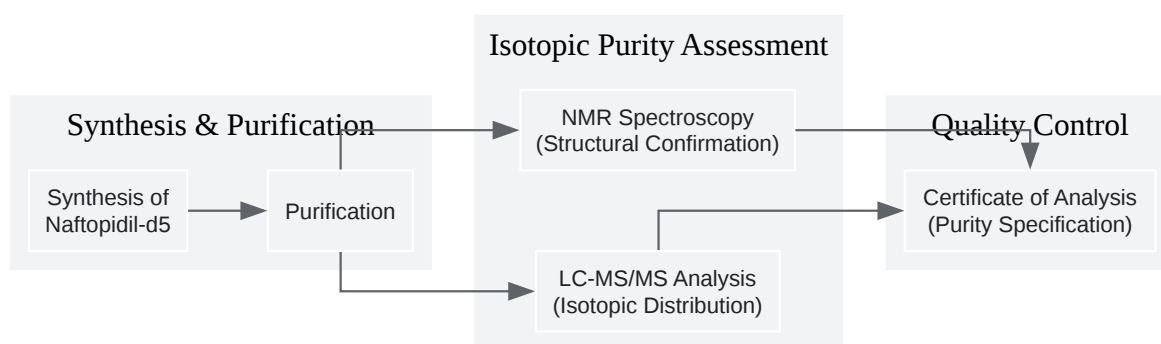 Isotopic Purity Assessment
Synthesis & Purification
Quality Control
NMR Spectroscopy
(Structural Confirmation)
Synthesis of
Naftopidil-d5
Purification
Certificate of Analysis
(Purity Specification)
LC-MS/MS Analysis
(Isotopic Distribution)